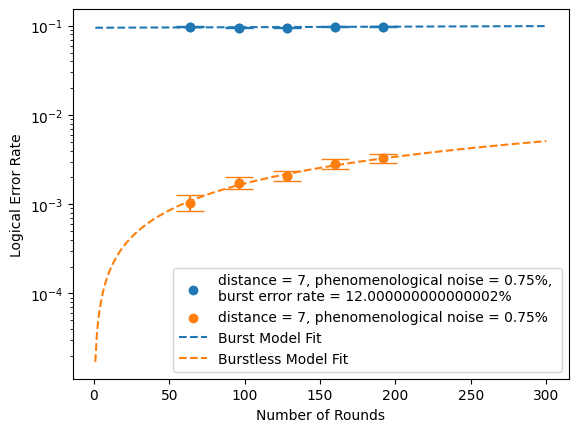 10⁻¹
10⁻²
10⁻³
10⁻⁴
Logical Error Rate
distance = 7, phenomenological noise = 0.75%,
burst error rate = 12.000000000000002%
distance = 7, phenomenological noise = 0.75%
Burst Model Fit
Burstless Model Fit
0 50 100 150 200 250 300
Number of Rounds